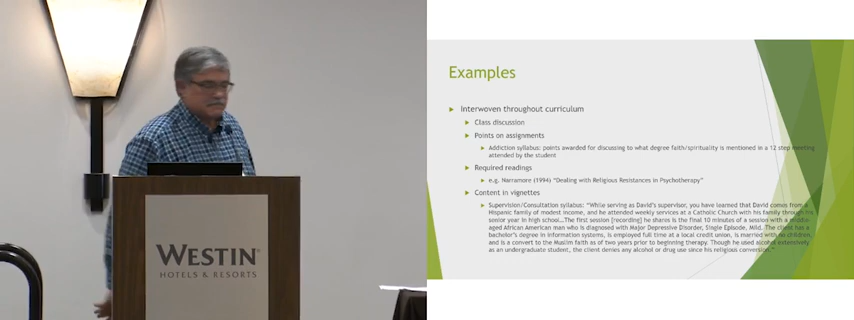 WESTIN®
HOTELS & RESORTS
Examples
Interwoven throughout curriculum
Class discussion
Points on assignments
Addiction syllabus: points awarded for discussing to what degree faith/spirituality is mentioned in a 12 step meeting
attended by the student
Required readings
e.g. Narramore (1994) “Dealing with Religious Resistances in Psychotherapy”
Content in vignettes
Supervision/Consultation syllabus: “While serving as David’s supervisor, you have learned that David comes from a
Hispanic family of modest income, and he attended weekly services at a Catholic Church with his family through his
senior year in high school…The first session [recording] he shares is the final 10 minutes of a session with a middle-
aged African American man who is diagnosed with Major Depressive Disorder, Single Episode, Mild. The client has a
bachelor’s degree in information systems, is employed full time at a local credit union, is married with no children,
and is a convert to the Muslim faith as of two years prior to beginning therapy. Though he used alcohol extensively
as an undergraduate student, the client denies any alcohol or drug use since his religious conversion.”